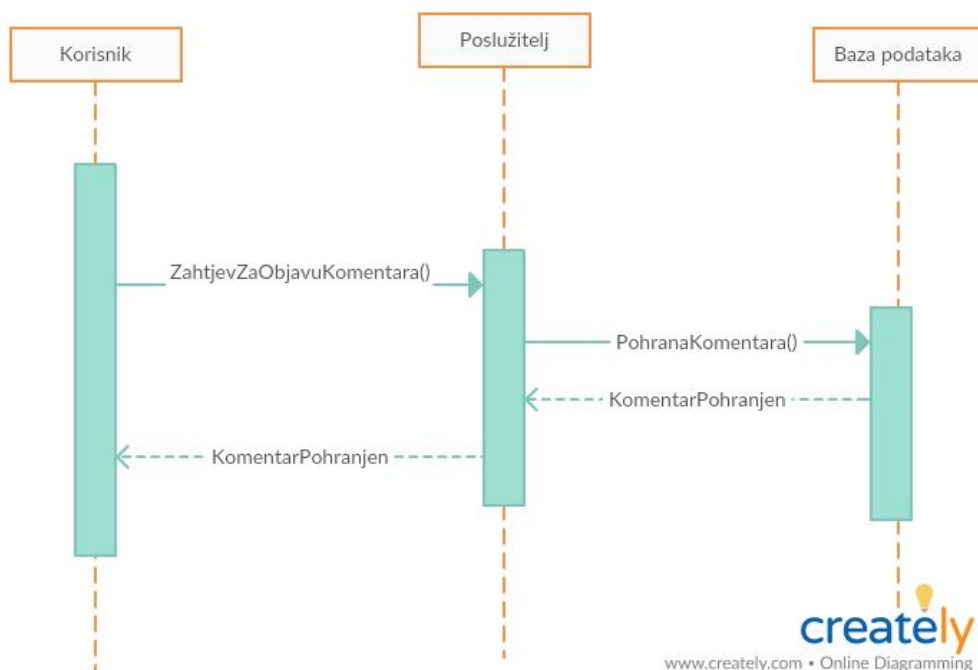 Korisnik
Poslužitelj
Baza podataka
ZahtjevZaObjavuKomentara()
PohranaKomentara()
KomentarPohranjen
KomentarPohranjen
creately
www.creately.com • Online Diagramming